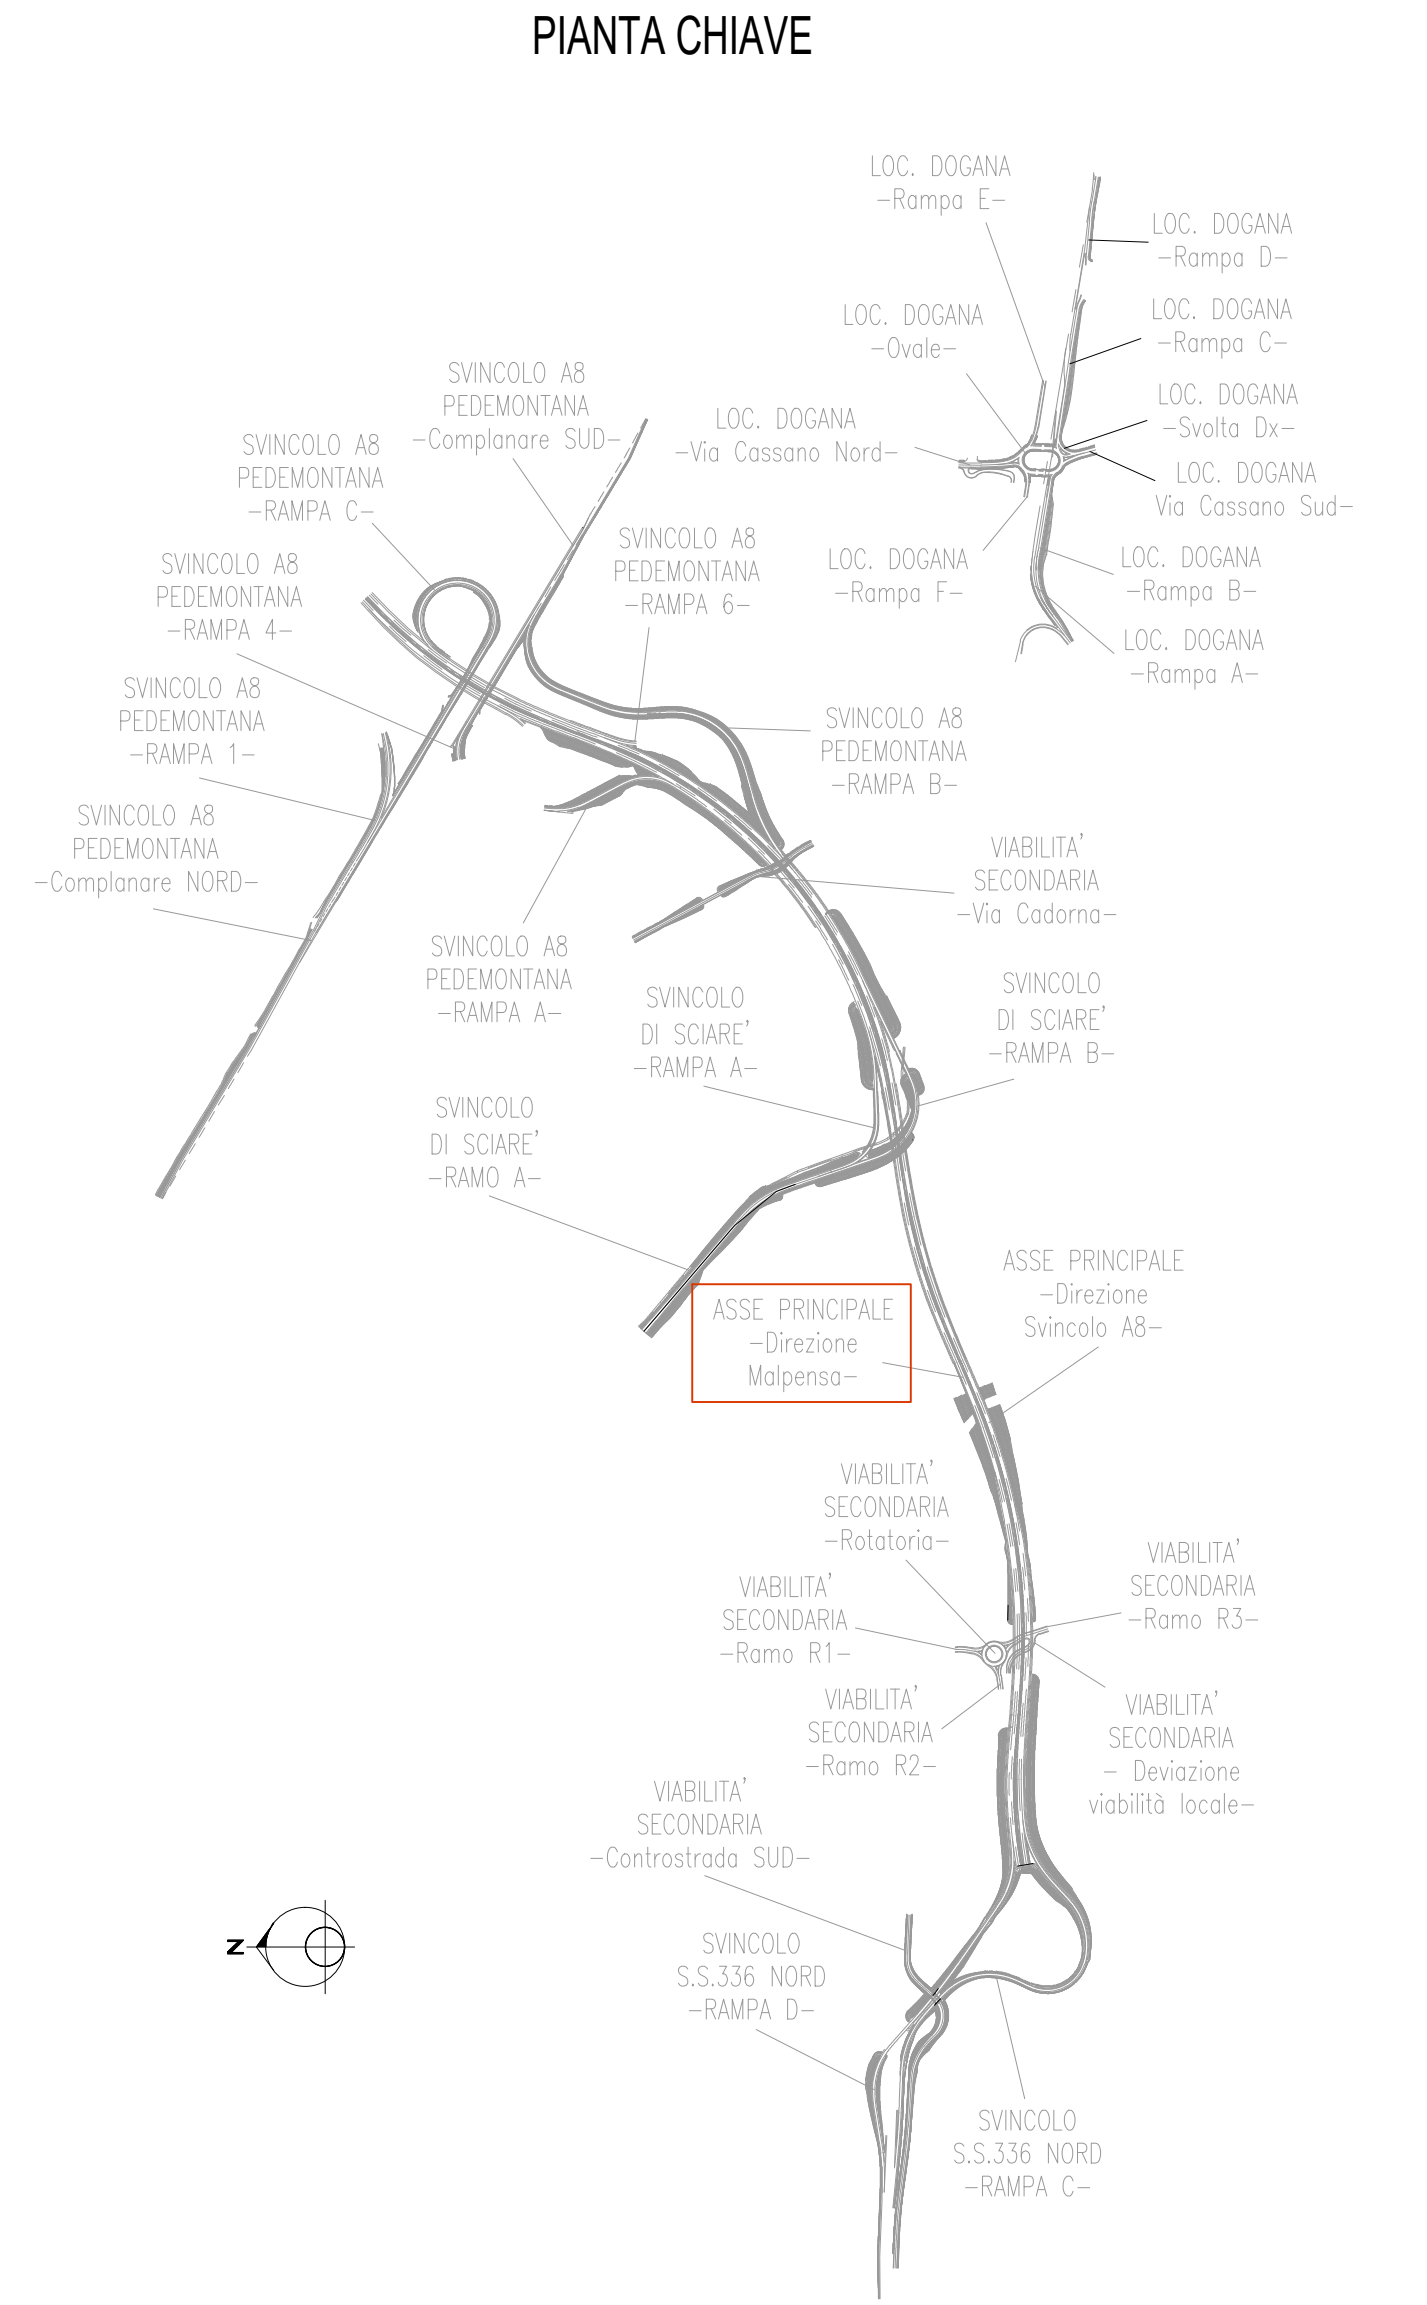 PIANTA CHIAVE
LOC. DOGANA
-Rampa E-
LOC. DOGANA
-Rampa D-
LOC. DOGANA
-Ovale-
LOC. DOGANA
-Rampa C-
SVINCOLO A8
PEDEMONTANA
-Complanare SUD-
LOC. DOGANA
-Svolta Dx-
LOC. DOGANA
-Via Cassano Nord-
SVINCOLO A8
PEDEMONTANA
-RAMPA C-
LOC. DOGANA
Via Cassano Sud-
SVINCOLO A8
PEDEMONTANA
-RAMPA 6-
LOC. DOGANA
-Rampa F-
LOC. DOGANA
-Rampa B-
SVINCOLO A8
PEDEMONTANA
-RAMPA 4-
LOC. DOGANA
-Rampa A-
SVINCOLO A8
PEDEMONTANA
-RAMPA 1-
SVINCOLO A8
PEDEMONTANA
-RAMPA B-
SVINCOLO A8
PEDEMONTANA
-Complanare NORD-
VIABILITA'
SECONDARIA
-Via Cadorna-
SVINCOLO A8
PEDEMONTANA
-RAMPA A-
SVINCOLO
DI SCIARE'
-RAMPA A-
SVINCOLO
DI SCIARE'
-RAMPA B-
SVINCOLO
DI SCIARE'
-RAMO A-
ASSE PRINCIPALE
-Direzione
Svincolo A8-
ASSE PRINCIPALE
-Direzione
Malpensa-
VIABILITA'
SECONDARIA
-Rotatoria-
VIABILITA'
SECONDARIA
-Ramo R3-
VIABILITA'
SECONDARIA
-Ramo R1-
VIABILITA'
SECONDARIA
-Ramo R2-
VIABILITA'
SECONDARIA
- Deviazione
viabilità locale-
VIABILITA'
SECONDARIA
-Controstrada SUD-
N
SVINCOLO
S.S.336 NORD
-RAMPA D-
SVINCOLO
S.S.336 NORD
-RAMPA C-